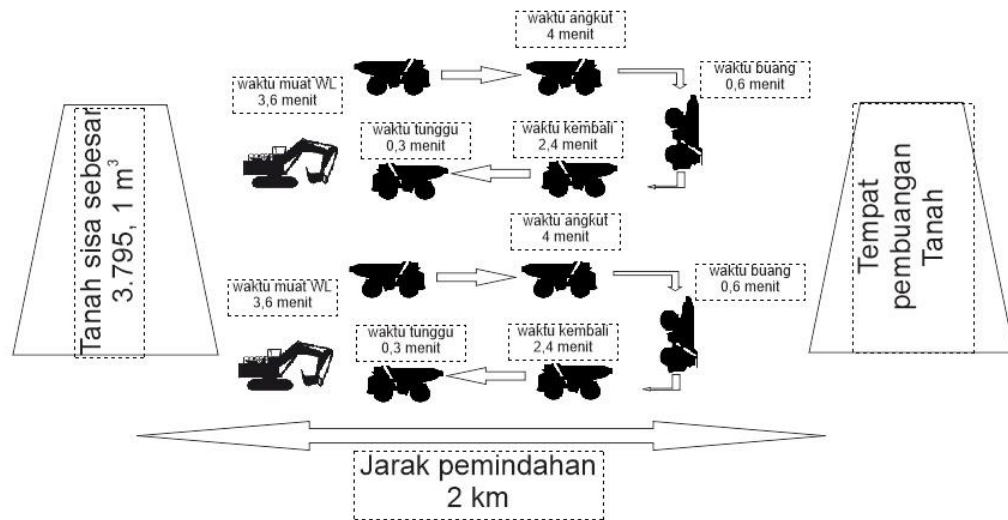 Tanah sisa sebesar
3.795, 1 m³
waktu muat WL
3,6 menit
waktu angkut
4 menit
waktu buang
0,6 menit
waktu tunggu
0,3 menit
waktu kembali
2,4 menit
waktu muat WL
3,6 menit
waktu angkut
4 menit
waktu buang
0,6 menit
waktu tunggu
0,3 menit
waktu kembali
2,4 menit
Tempat
pembuangan
Tanah
Jarak pemindahan
2 km